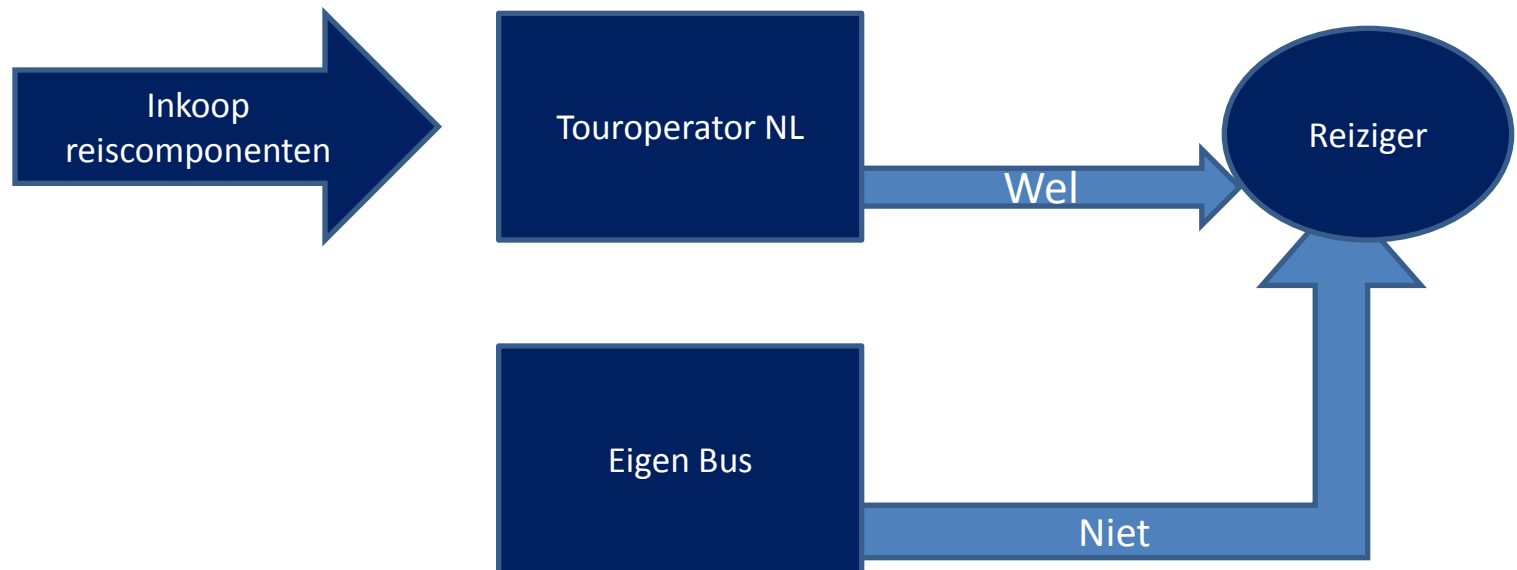 Inkoop
reiscomponenten
Touroperator NL
Wel
Reiziger
Eigen Bus
Niet